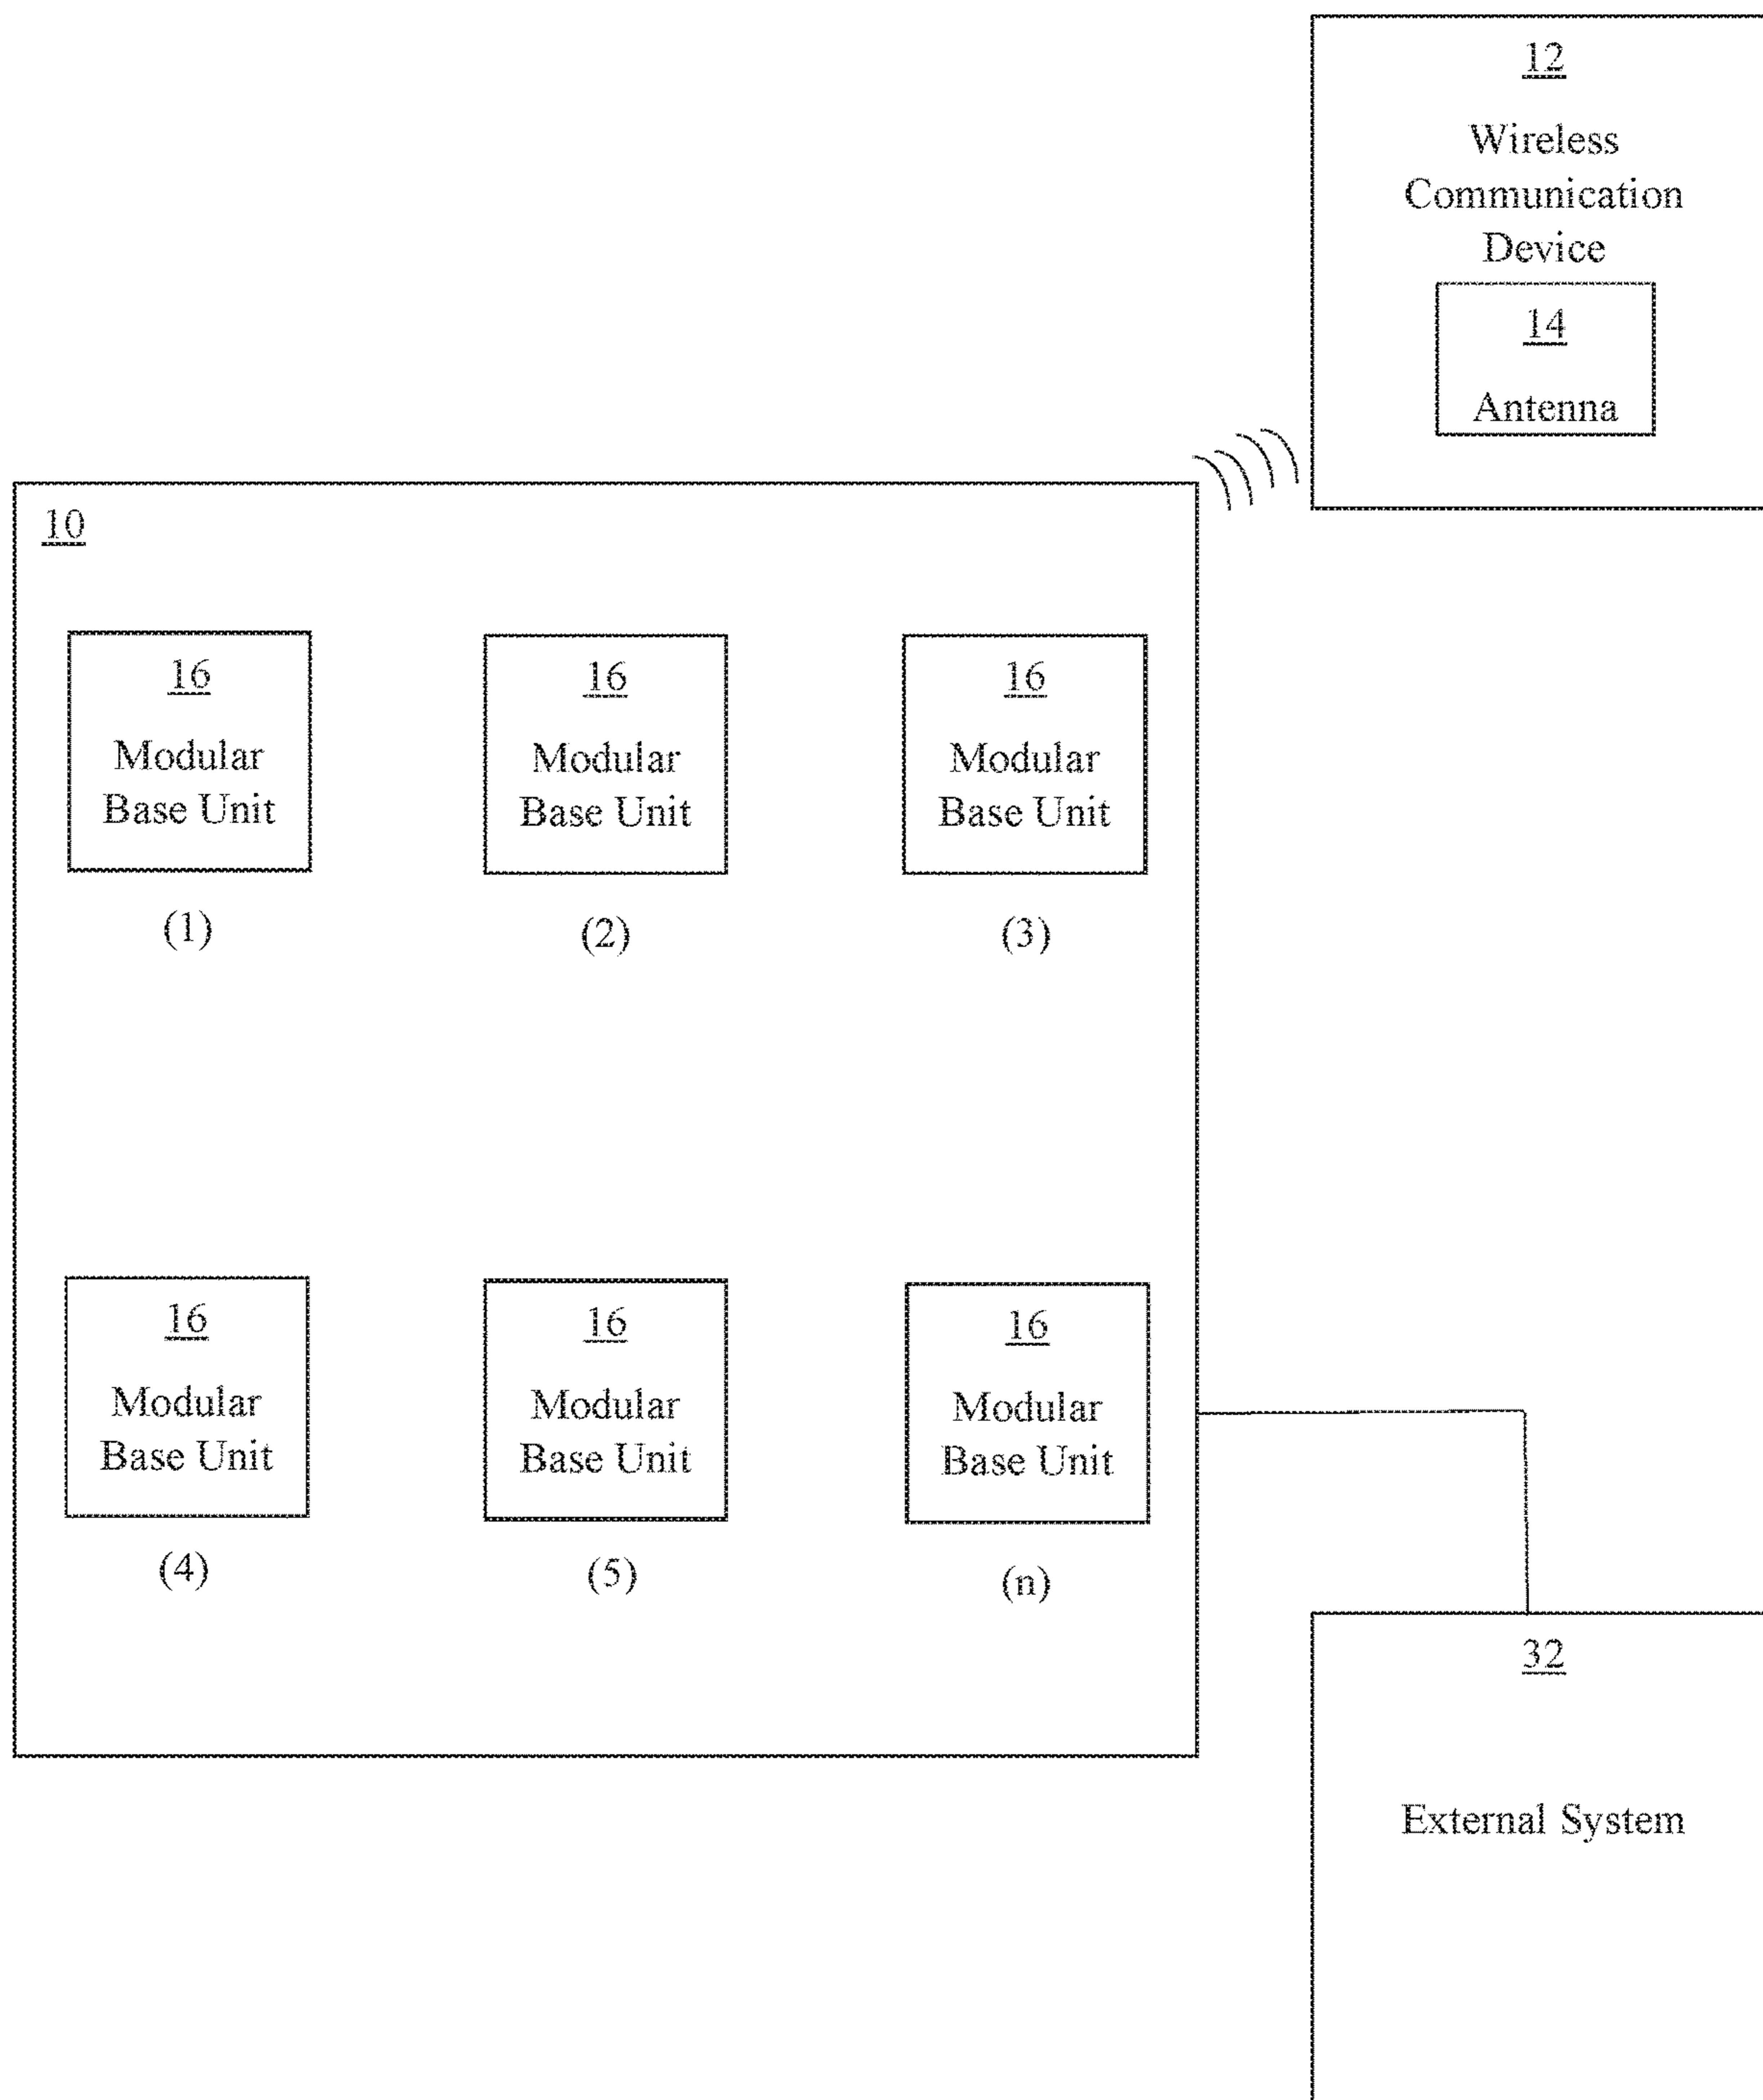 12
Wireless
Communication
Device
14
Antenna
10
16
Modular
Base Unit
(1)
16
Modular
Base Unit
(2)
16
Modular
Base Unit
(3)
16
Modular
Base Unit
(4)
16
Modular
Base Unit
(5)
16
Modular
Base Unit
(n)
32
External System